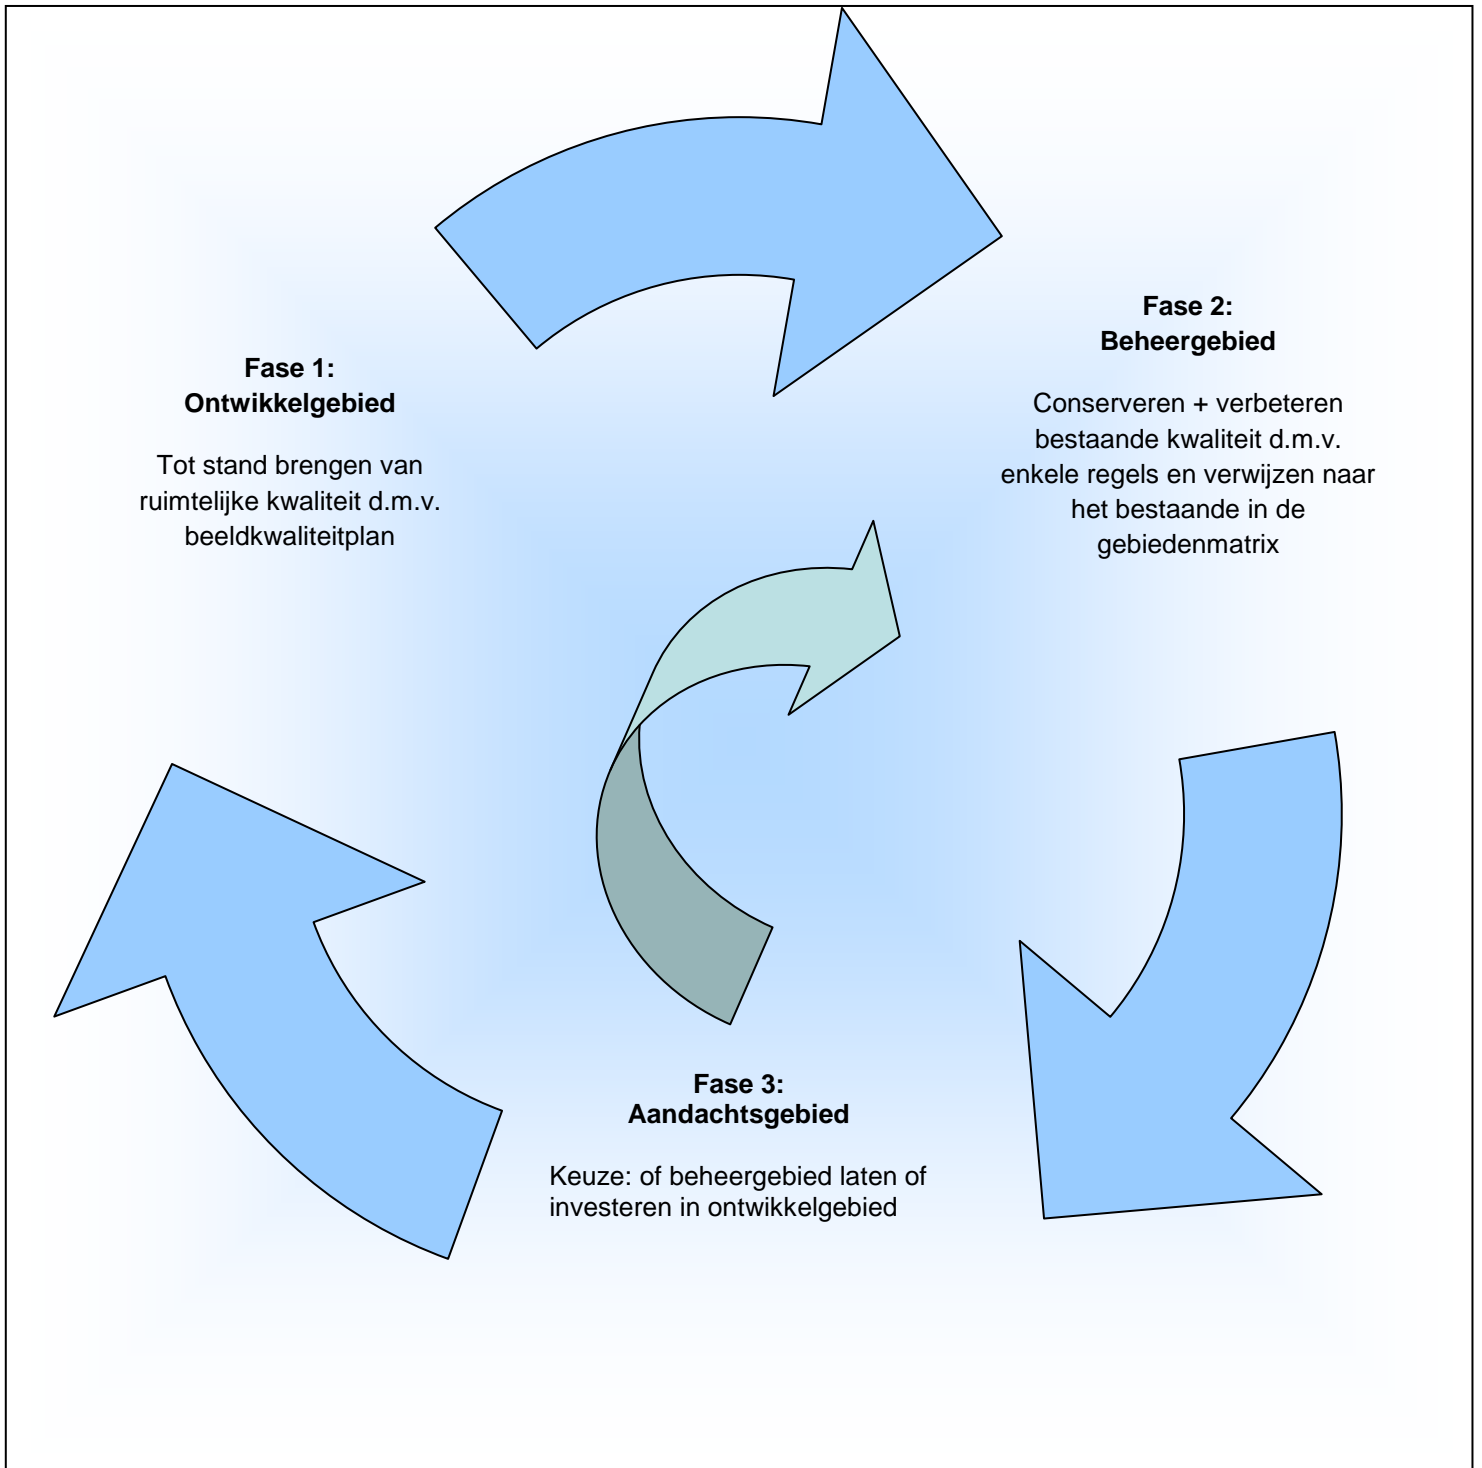 Fase 1:
Ontwikkelgebied
Tot stand brengen van
ruimtelijke kwaliteit d.m.v.
beeldkwaliteitplan
Fase 2:
Beheergebied
Conserveren + verbeteren
bestaande kwaliteit d.m.v.
enkele regels en verwijzen naar
het bestaande in de
gebiedenmatrix
Fase 3:
Aandachtsgebied
Keuze: of beheergebied laten of
investeren in ontwikkelgebied